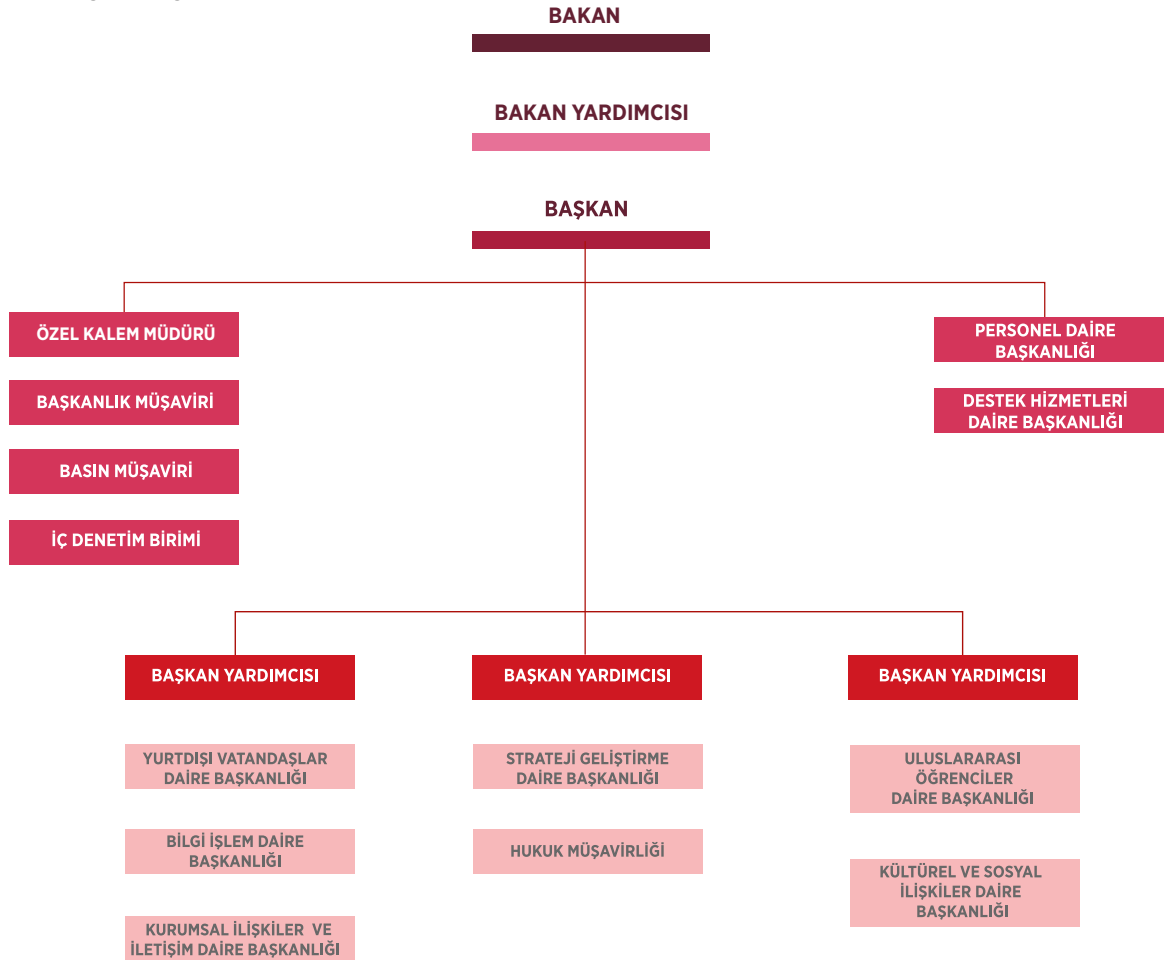 BAKAN
BAKAN YARDIMCISI
BAŞKAN
ÖZEL KALEM MÜDÜRÜ
BAŞKANLIK MÜŞAVİRİ
BASIN MÜŞAVİRİ
İÇ DENETİM BİRİMİ
PERSONEL DAİRE
BAŞKANLIĞI
DESTEK HİZMETLERİ
DAİRE BAŞKANLIĞI
BAŞKAN YARDIMCISI
YURTDIŞI VATANDAŞLAR
DAİRE BAŞKANLIĞI
BİLGİ İŞLEM DAİRE
BAŞKANLIĞI
KURUMSAL İLİŞKİLER VE
İLETİŞİM DAİRE BAŞKANLIĞI
BAŞKAN YARDIMCISI
STRATEJİ GELİŞTİRME
DAİRE BAŞKANLIĞI
HUKUK MÜŞAVİRLİĞİ
BAŞKAN YARDIMCISI
ULUSLARARASI
ÖĞRENCİLER
DAİRE BAŞKANLIĞI
KÜLTÜREL VE SOSYAL
İLİŞKİLER DAİRE
BAŞKANLIĞI